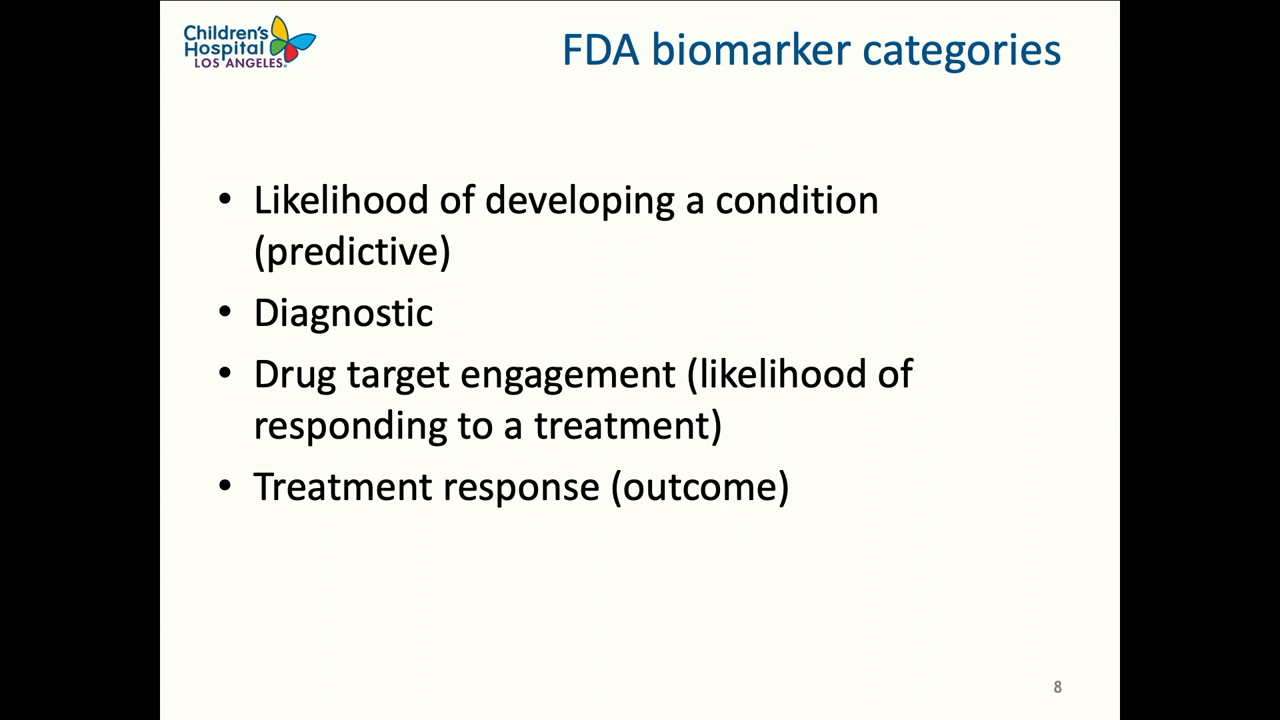 Children's
Hospital
LOS ANGELES
FDA biomarker categories
• Likelihood of developing a condition
(predictive)
• Diagnostic
• Drug target engagement (likelihood of
responding to a treatment)
• Treatment response (outcome)
8